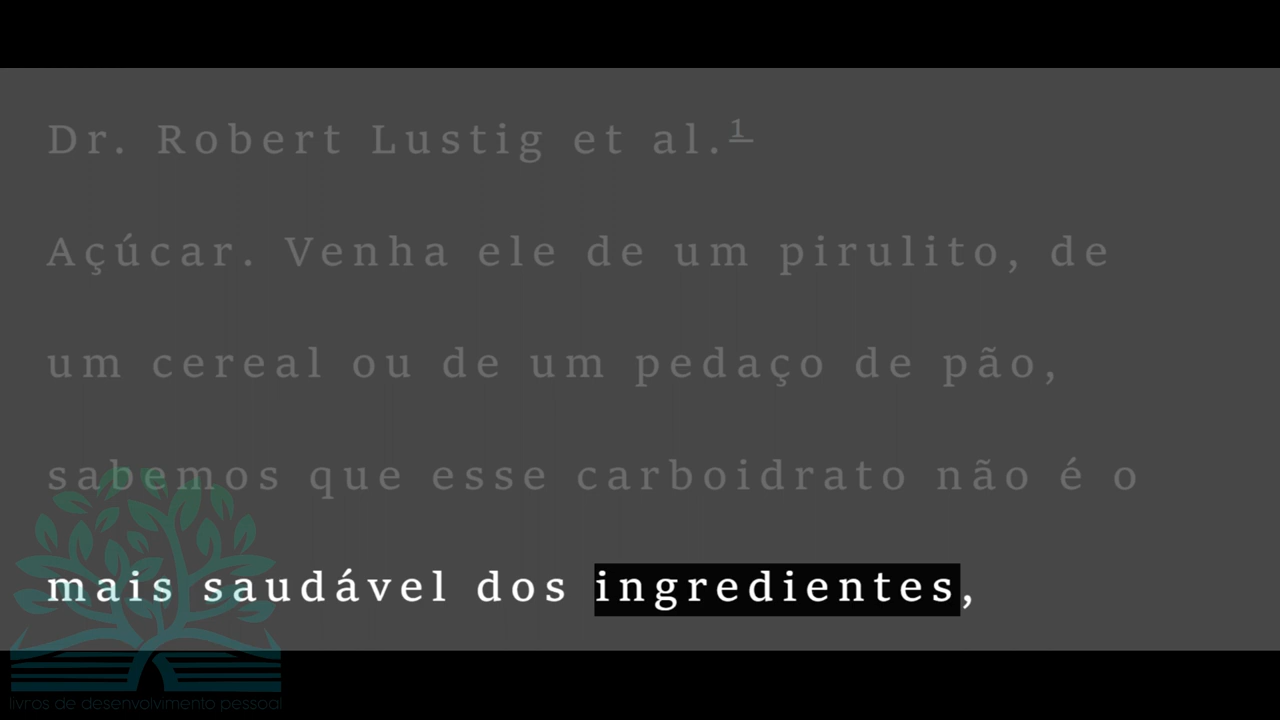 Dr. Robert Lustig et al.1
Açúcar. Venha ele de um pirulito, de
um cereal ou de um pedaço de pão,
sabemos que esse carboidrato não é o
mais saudável dos ingredientes,
livros de desenvolvimento pessoal